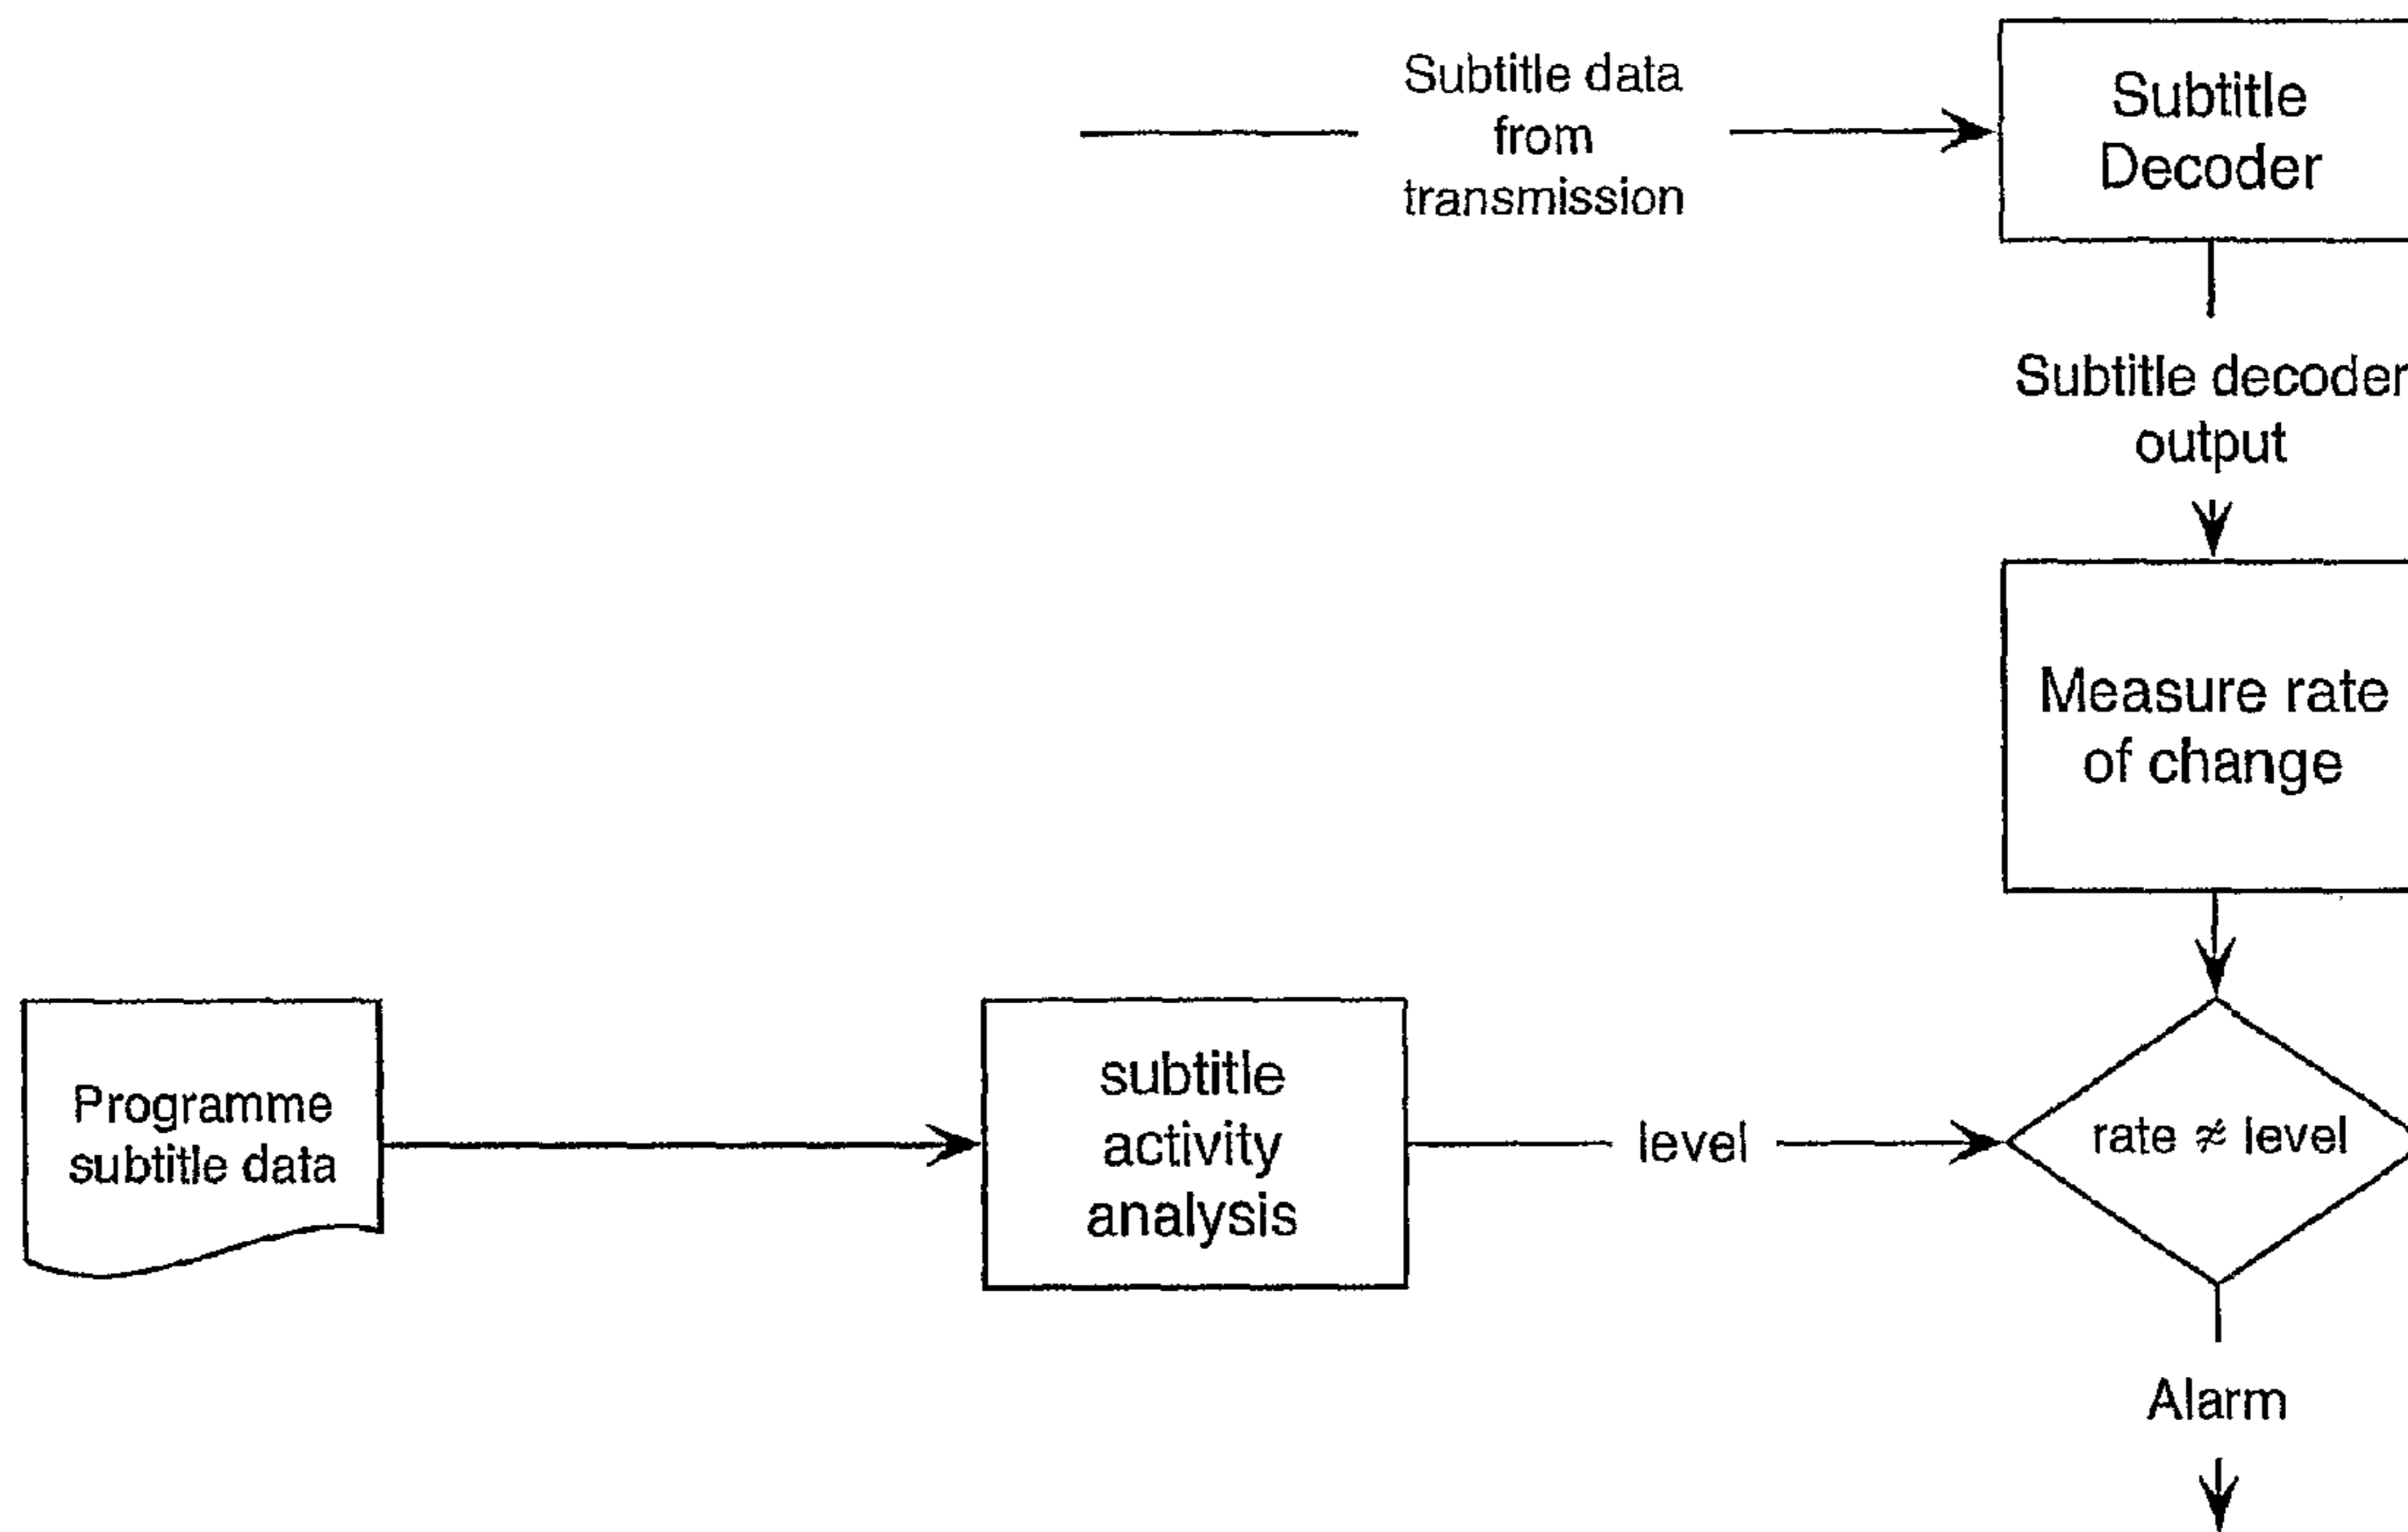 Subtitle data
from
transmission
Subtitle
Decoder
Subtitle decoder
output
Measure rate
of change
Programme
subtitle data
subtitle
activity
analysis
level
rate ≉ level
Alarm